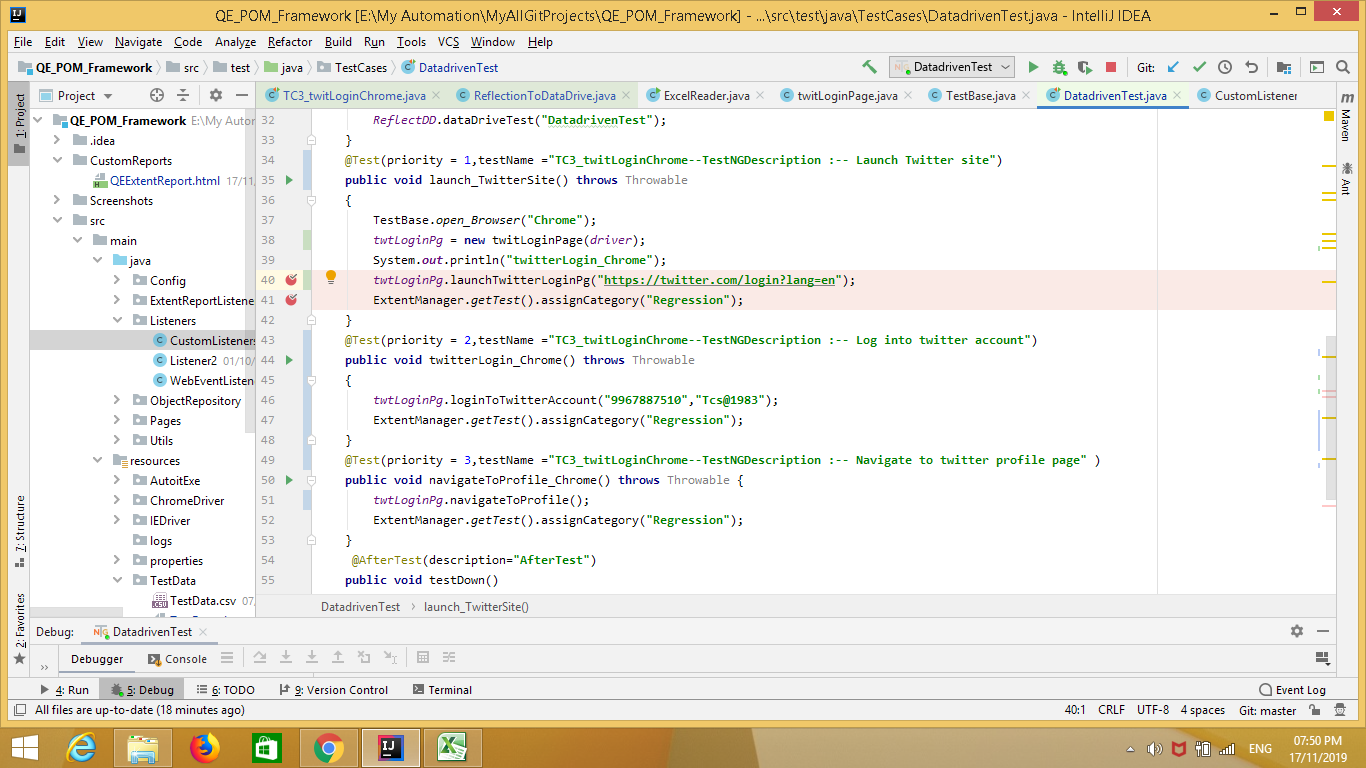 QE_POM_Framework [E:\My Automation\MyAllGitProjects\QE_POM_Framework] - ...\src\test\java\TestCases\DatadrivenTest.java - IntelliJ IDEA
File Edit View Navigate Code Analyze Refactor Build Run Tools VCS Window Help
QE_POM_Framework src test java TestCases DatadrivenTest
DatadrivenTest Git:
Project
TC3_twitLoginChrome.java ReflectionToDataDrive.java ExcelReader.java twitLoginPage.java TestBase.java DatadrivenTest.java CustomListener
1: Project
7: Structure
2: Favorites
QE_POM_Framework E:\My Autor
.idea
CustomReports
QEExtentReport.html 17/11
Screenshots
src
main
java
Config
ExtentReportListene
Listeners
CustomListeners
Listener2 01/10/
WebEventListen
ObjectRepository
Pages
Utils
resources
AutoitExe
ChromeDriver
IEDriver
logs
properties
TestData
TestData.csv 07,
32 RefLectDD.dataDriveTest("DatadrivenTest");
33 }
34 @Test(priority = 1,testName ="TC3_twitLoginChrome--TestNGDescription :-- Launch Twitter site")
35 public void launch_TwitterSite() throws Throwable
36 {
37 TestBase.open_Browser("Chrome");
38 twtLoginPg = new twitLoginPage(driver);
39 System.out.println("twitterLogin_Chrome");
40 twtLoginPg.launchTwitterLoginPg("https://twitter.com/login?lang=en");
41 ExtentManager.getTest().assignCategory("Regression");
42 }
43 @Test(priority = 2,testName ="TC3_twitLoginChrome--TestNGDescription :-- Log into twitter account")
44 public void twitterLogin_Chrome() throws Throwable
45 {
46 twtLoginPg.loginToTwitterAccount("9967887510","Tcs@1983");
47 ExtentManager.getTest().assignCategory("Regression");
48 }
49 @Test(priority = 3,testName ="TC3_twitLoginChrome--TestNGDescription :-- Navigate to twitter profile page" )
50 public void navigateToProfile_Chrome() throws Throwable {
51 twtLoginPg.navigateToProfile();
52 ExtentManager.getTest().assignCategory("Regression");
53 }
54 @AfterTest(description="AfterTest")
55 public void testDown()
DatadrivenTest launch_TwitterSite()
Maven
Ant
Debug: DatadrivenTest
Debugger Console
4: Run 5: Debug 6: TODO 9: Version Control Terminal Event Log
All files are up-to-date (18 minutes ago) 40:1 CRLF UTF-8 4 spaces Git: master
ENG
07:50 PM
17/11/2019